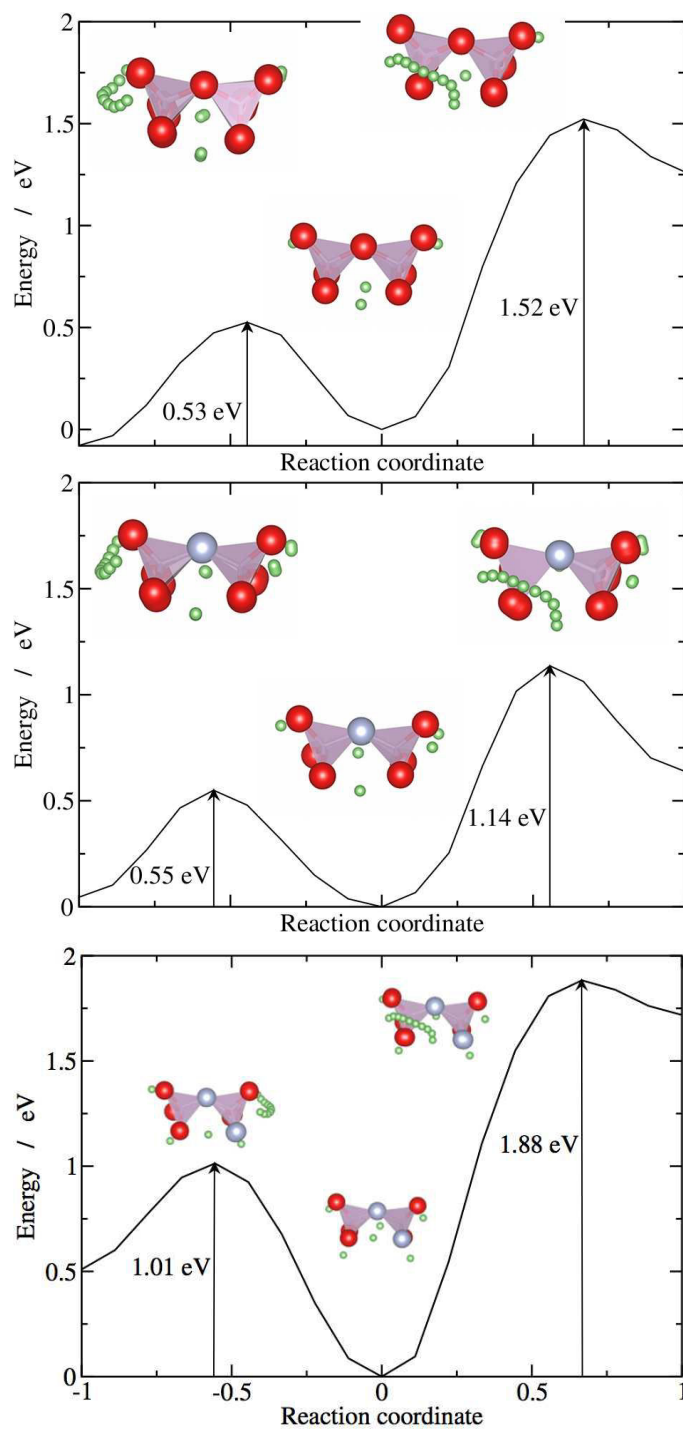 2
1.5
1
0.5
0
Energy / eV
0.53 eV
1.52 eV
Reaction coordinate
2
1.5
1
0.5
0
Energy / eV
0.55 eV
1.14 eV
Reaction coordinate
2
1.5
1
0.5
0
Energy / eV
1.01 eV
1.88 eV
-1 -0.5 0 0.5 1
Reaction coordinate